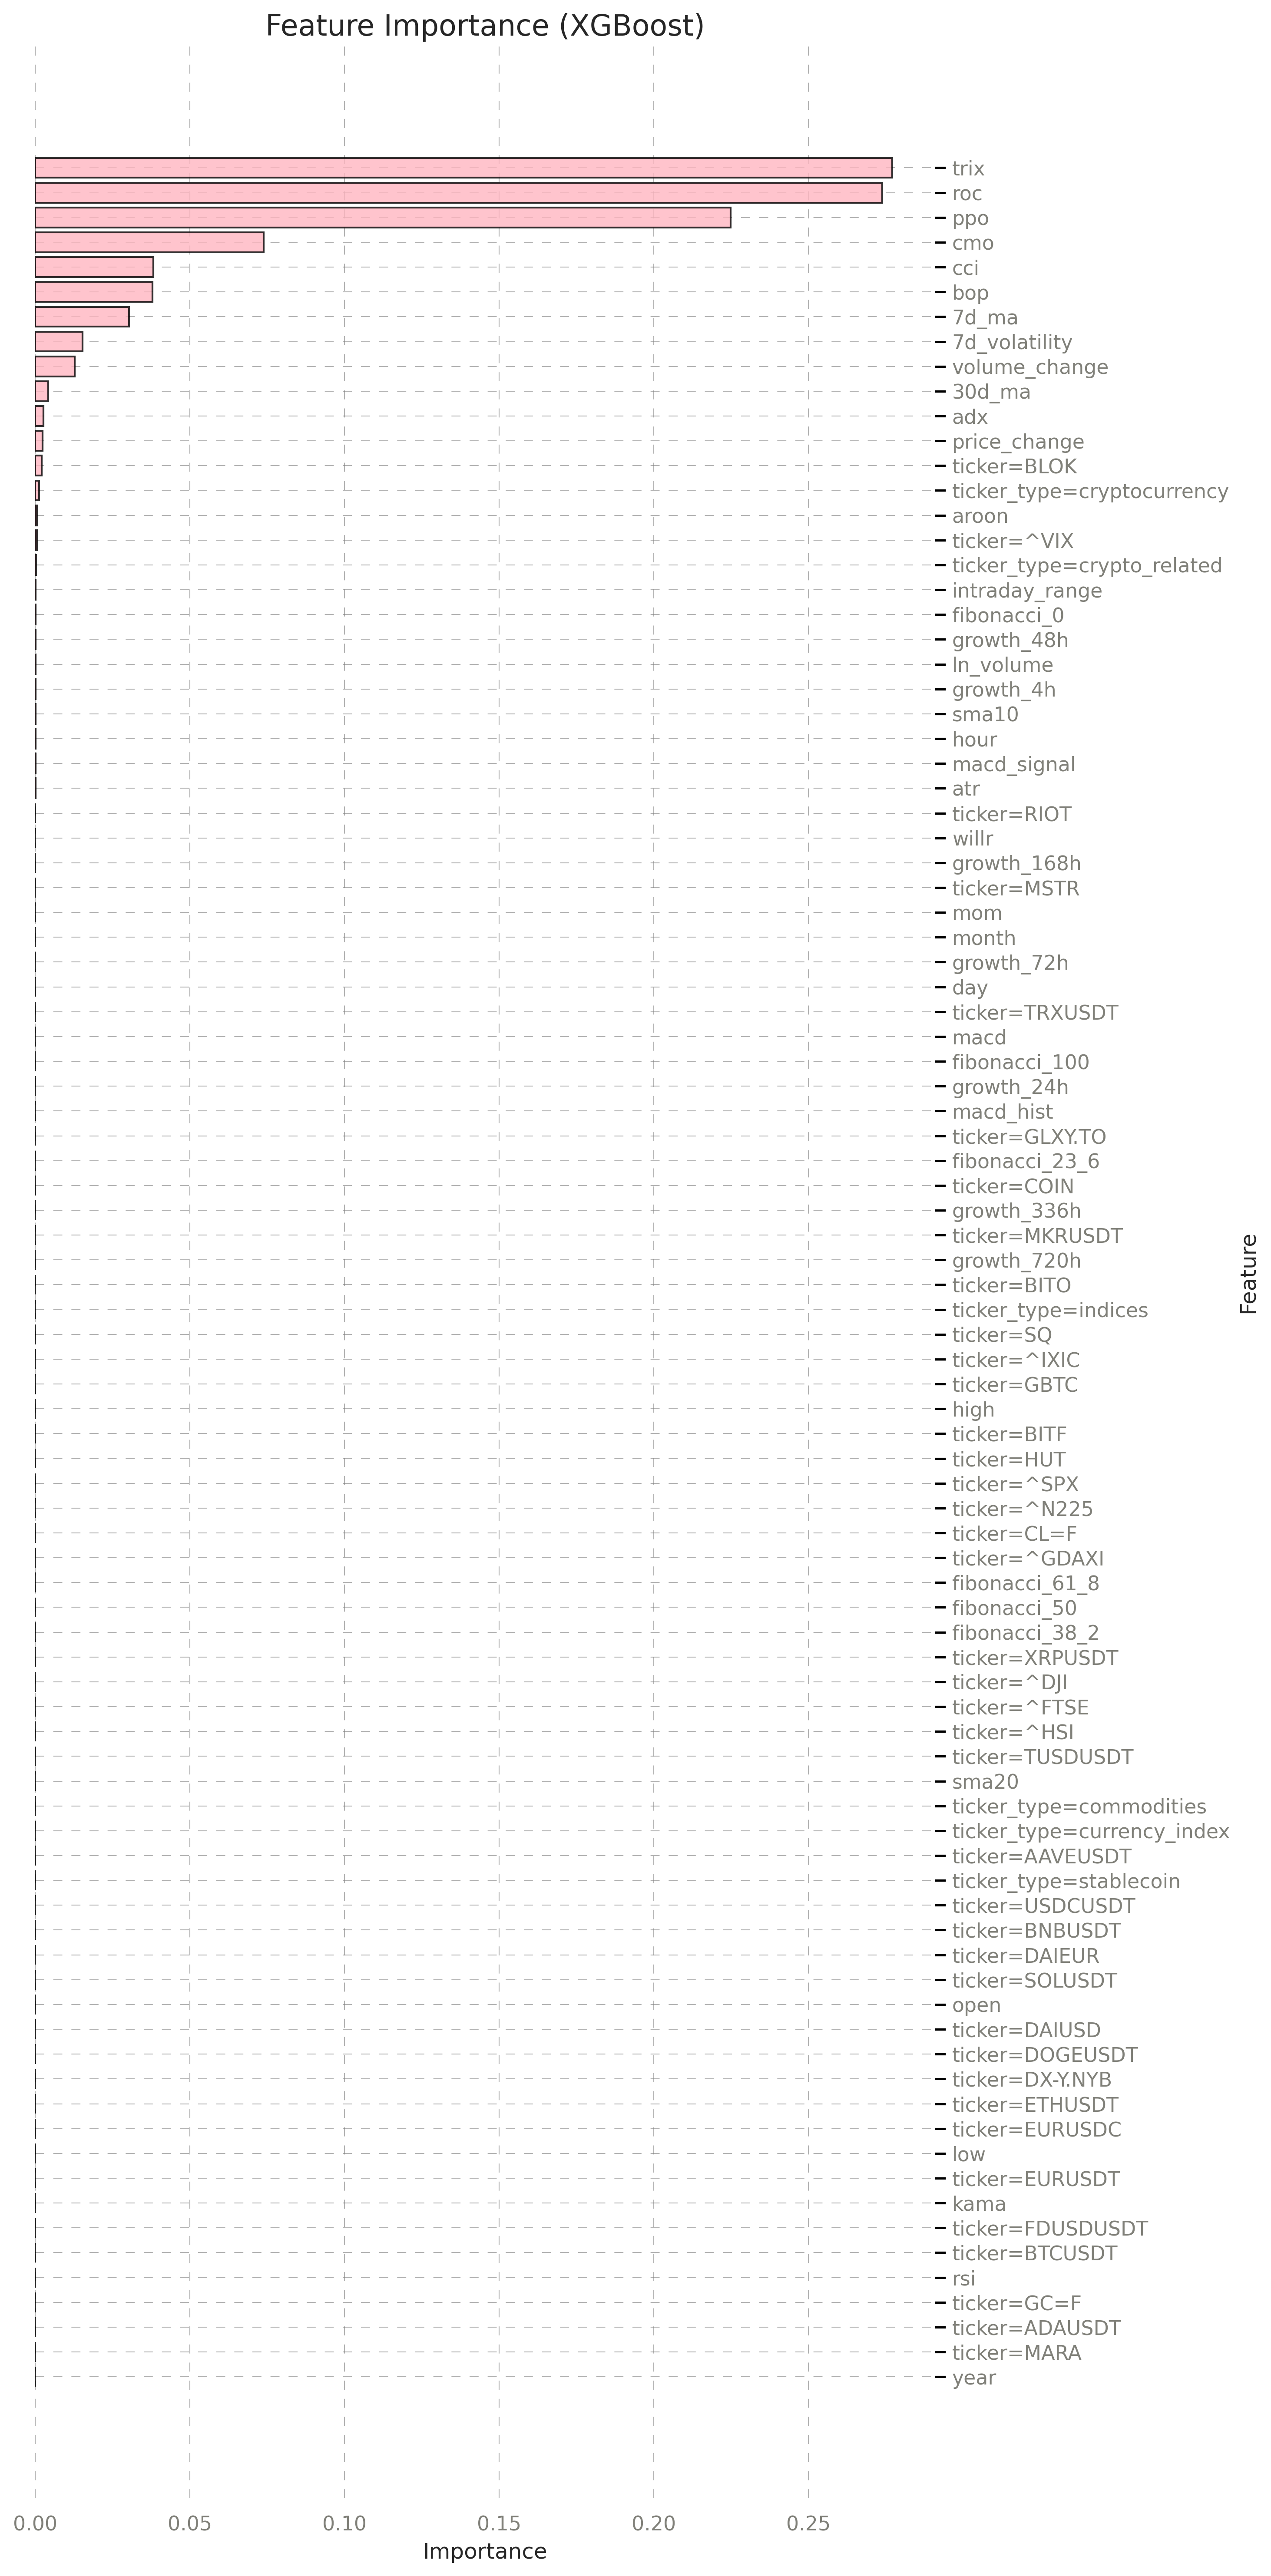 Feature Importance (XGBoost)
trix
roc
ppo
cmo
cci
bop
7d_ma
7d_volatility
volume_change
30d_ma
adx
price_change
ticker=BLOK
ticker_type=cryptocurrency
aroon
ticker=^VIX
ticker_type=crypto_related
intraday_range
fibonacci_0
growth_48h
ln_volume
growth_4h
sma10
hour
macd_signal
atr
ticker=RIOT
willr
growth_168h
ticker=MSTR
mom
month
growth_72h
day
ticker=TRXUSDT
macd
fibonacci_100
growth_24h
macd_hist
ticker=GLXY.TO
fibonacci_23_6
ticker=COIN
growth_336h
ticker=MKRUSDT
growth_720h
ticker=BITO
ticker_type=indices
ticker=SQ
ticker=^IXIC
ticker=GBTC
high
ticker=BITF
ticker=HUT
ticker=^SPX
ticker=^N225
ticker=CL=F
ticker=^GDAXI
fibonacci_61_8
fibonacci_50
fibonacci_38_2
ticker=XRPUSDT
ticker=^DJI
ticker=^FTSE
ticker=^HSI
ticker=TUSDUSDT
sma20
ticker_type=commodities
ticker_type=currency_index
ticker=AAVEUSDT
ticker_type=stablecoin
ticker=USDCUSDT
ticker=BNBUSDT
ticker=DAIEUR
ticker=SOLUSDT
open
ticker=DAIUSD
ticker=DOGEUSDT
ticker=DX-Y.NYB
ticker=ETHUSDT
ticker=EURUSDC
low
ticker=EURUSDT
kama
ticker=FDUSDUSDT
ticker=BTCUSDT
rsi
ticker=GC=F
ticker=ADAUSDT
ticker=MARA
year
Feature
0.00 0.05 0.10 0.15 0.20 0.25
Importance